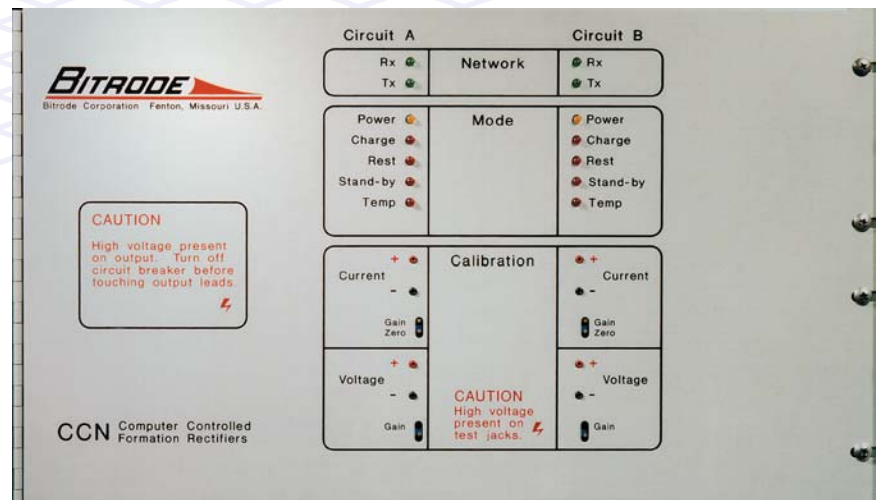 Circuit A
Circuit B
BITRODE
Bitrode Corporation Fenton, Missouri U.S.A.
Rx Network Rx
Tx Tx
Power Mode Power
Charge Charge
Rest Rest
Stand-by Stand-by
Temp Temp
CAUTION
High voltage present
on output. Turn off
circuit breaker before
touching output leads.
+ Calibration +
Current Current
- -
Gain Gain
Zero Zero
+ +
Voltage Voltage
- -
Gain Gain
CAUTION
High voltage
present on
test jacks.
CCN Computer Controlled
Formation Rectifiers